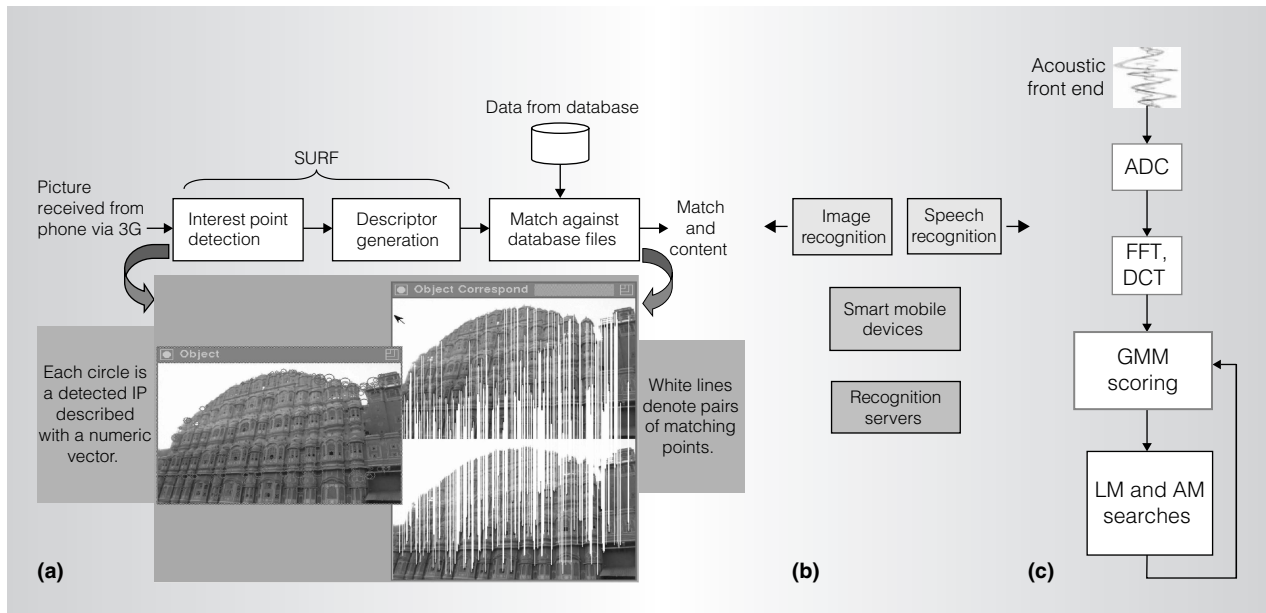 Data from database
SURF
Picture
received from
phone via 3G
Interest point
detection
Descriptor
generation
Match against
database files
Match
and
content
Each circle is
a detected IP
described
with a numeric
vector.
Object
Object Correspond
White lines
denote pairs
of matching
points.
(a)
Image
recognition
Speech
recognition
Smart mobile
devices
Recognition
servers
(b)
Acoustic
front end
ADC
FFT,
DCT
GMM
scoring
LM and AM
searches
(c)